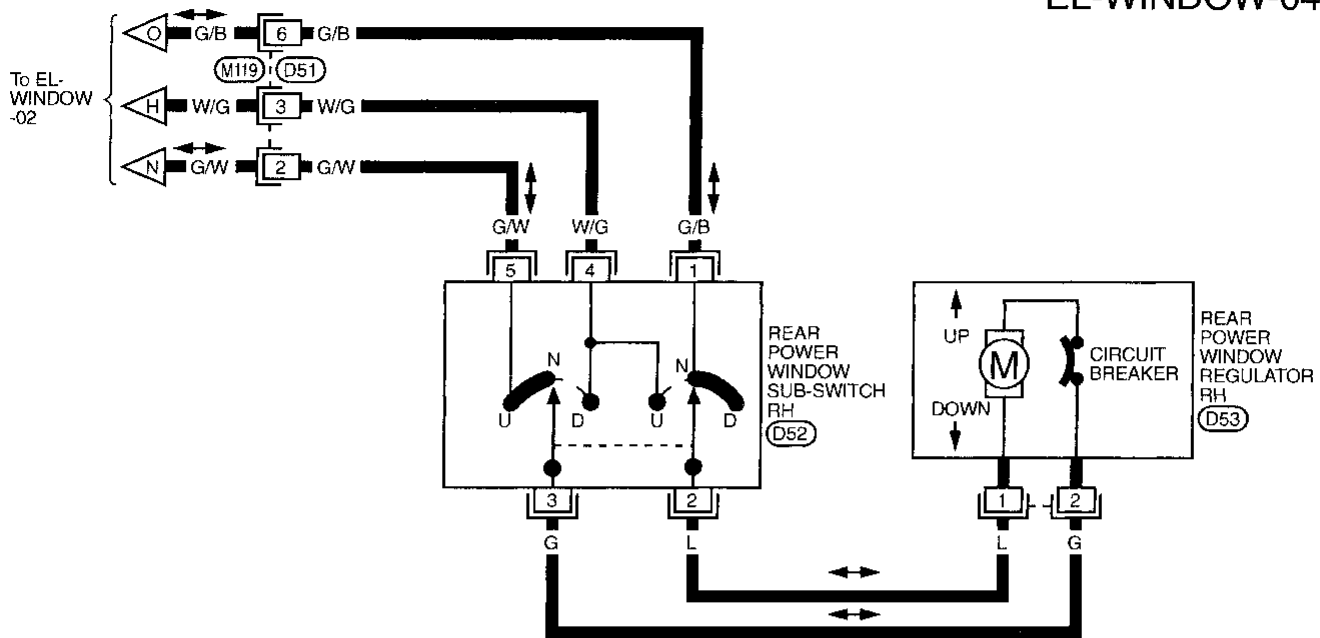 EL-WINDOW-04
O G/B 6 G/B
M119 D51
To EL-
WINDOW
-02
H W/G 3 W/G
N G/W 2 G/W
G/W W/G G/B
5 4 1
N N
U D U D
REAR
POWER
WINDOW
SUB-SWITCH
RH
D52
3 2
G L
UP
M
DOWN
CIRCUIT
BREAKER
REAR
POWER
WINDOW
REGULATOR
RH
D53
1 2
L G